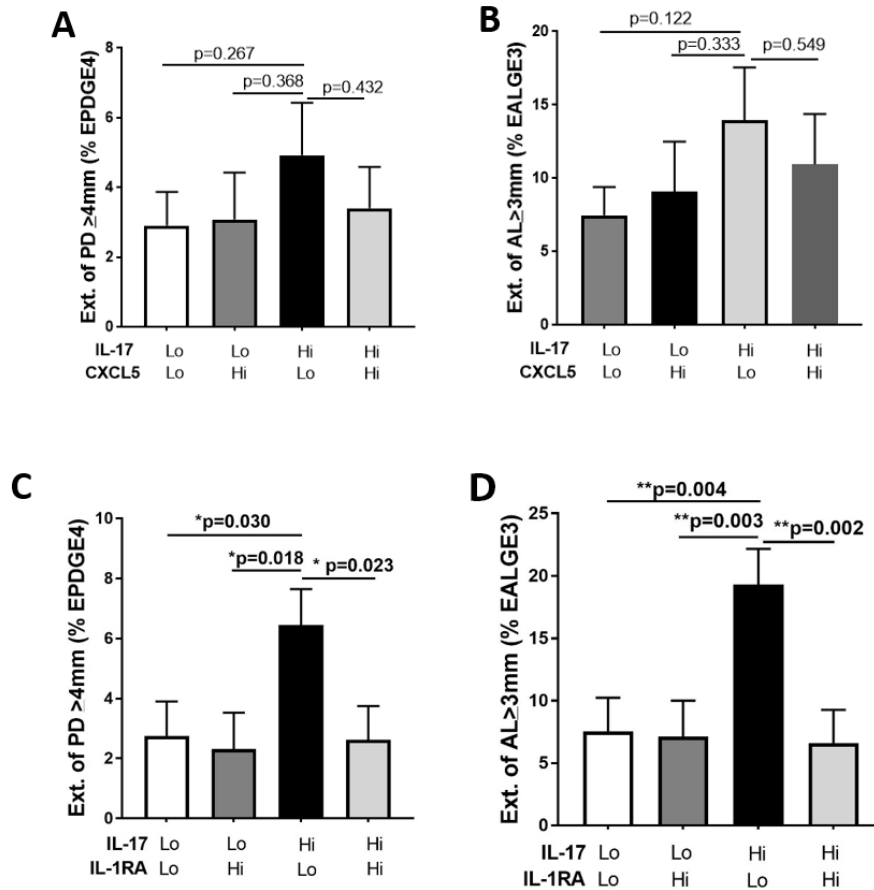 A
Ext. of PD ≥4mm (% EPDGE4)
8
6
4
2
0
p=0.267
p=0.368
p=0.432
IL-17 Lo Lo Hi Hi
CXCL5 Lo Hi Lo Hi
B
Ext. of AL≥3mm (% EALGE3)
20
15
10
5
0
p=0.122
p=0.333
p=0.549
IL-17 Lo Lo Hi Hi
CXCL5 Lo Hi Lo Hi
C
Ext. of PD ≥4mm (% EPDGE4)
10
8
6
4
2
0
*p=0.030
*p=0.018
* p=0.023
IL-17 Lo Lo Hi Hi
IL-1RA Lo Hi Lo Hi
D
Ext. of AL≥3mm (% EALGE3)
25
20
15
10
5
0
**p=0.004
**p=0.003
**p=0.002
IL-17 Lo Lo Hi Hi
IL-1RA Lo Hi Lo Hi